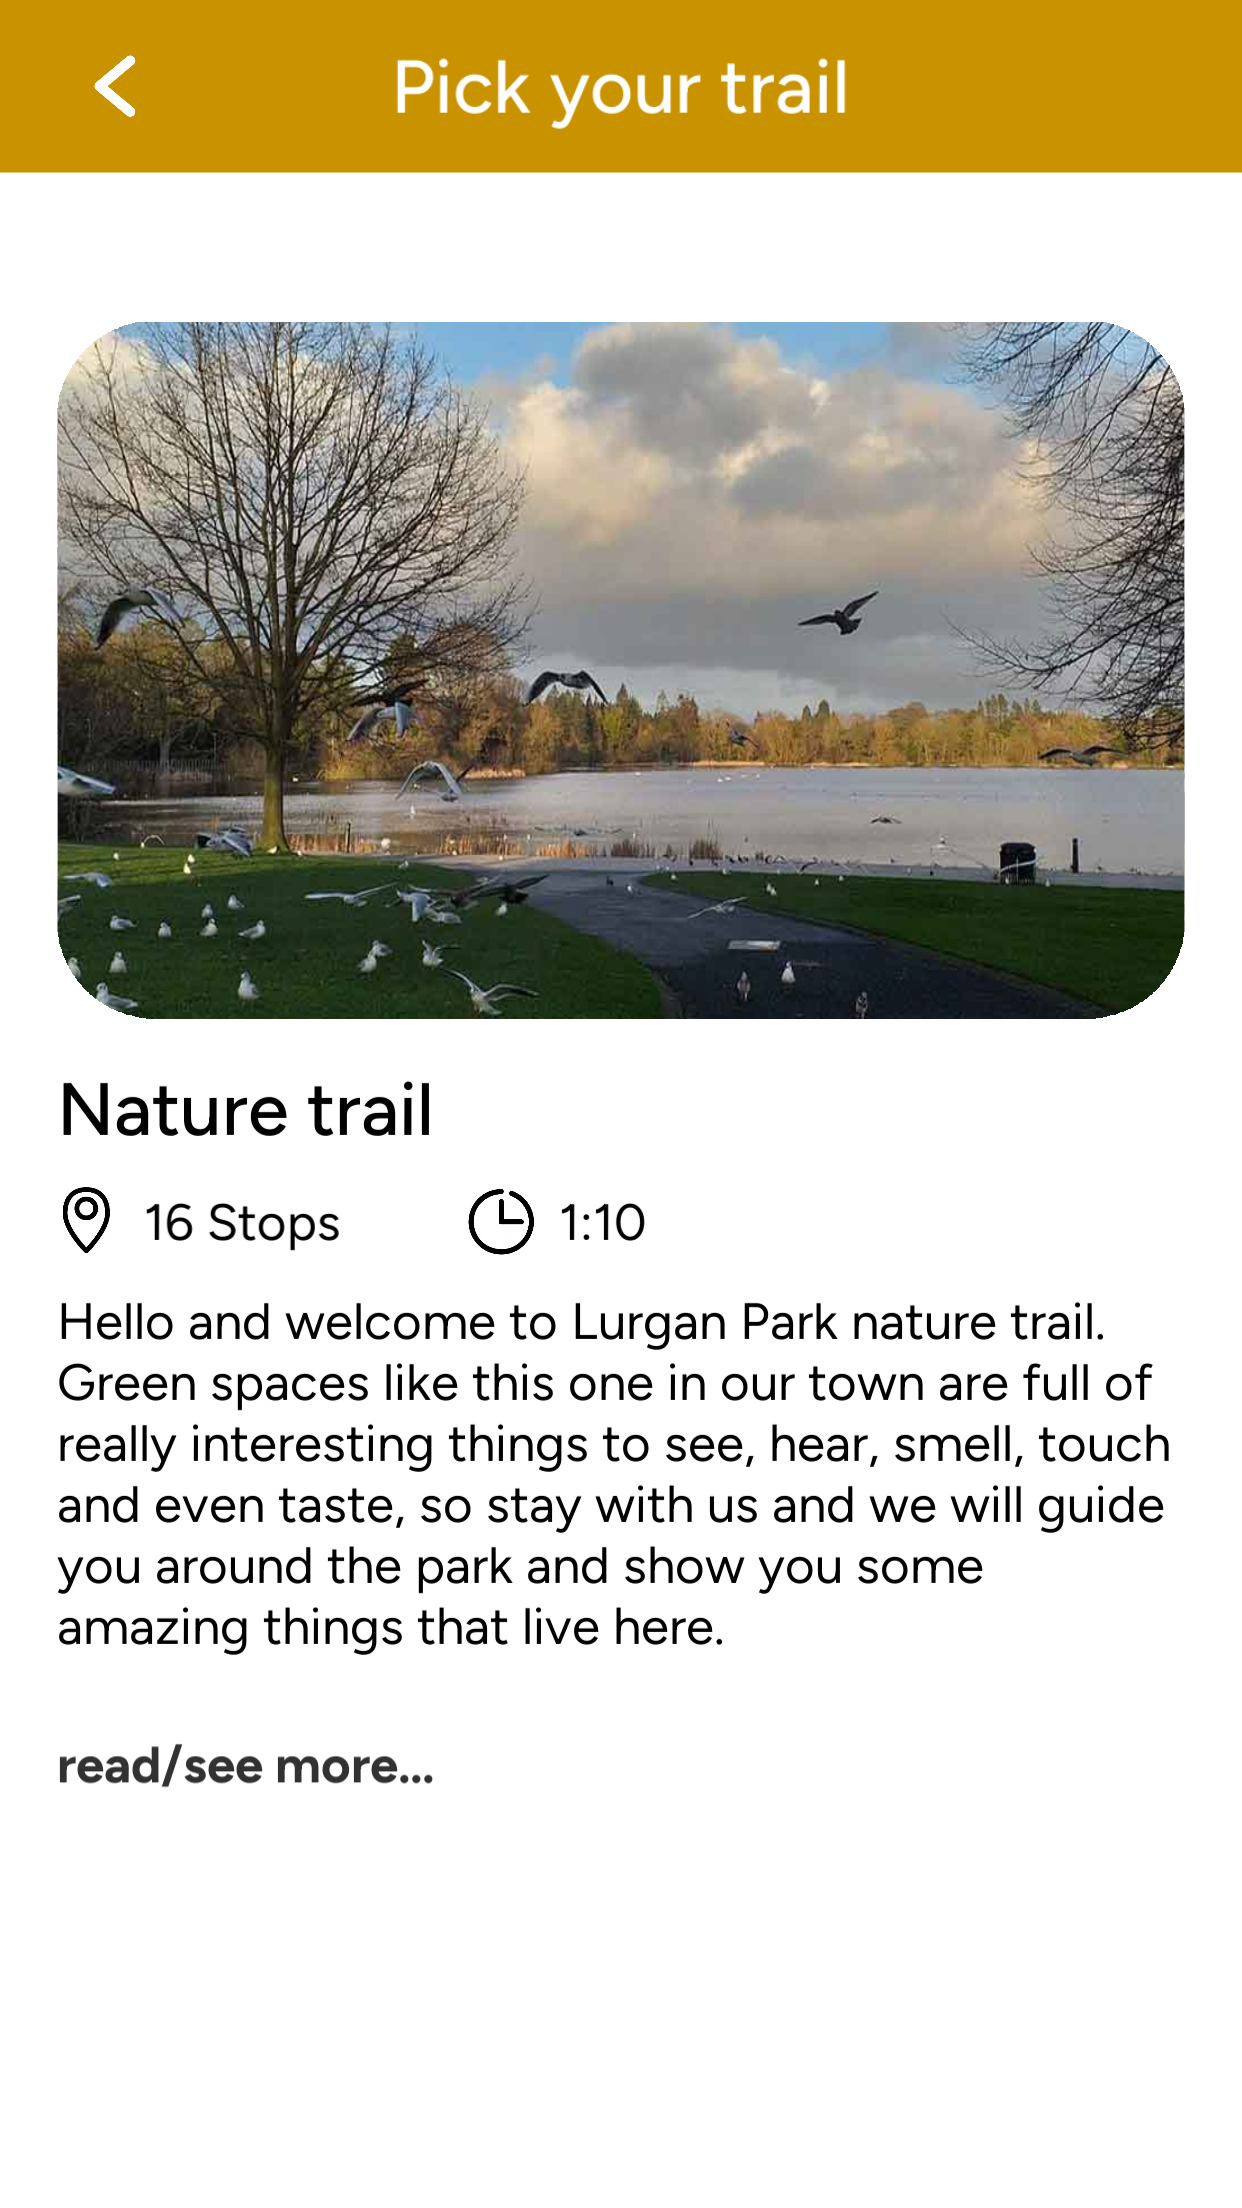 Pick your trail
Nature trail
16 Stops
1:10
Hello and welcome to Lurgan Park nature trail.
Green spaces like this one in our town are full of
really interesting things to see, hear, smell, touch
and even taste, so stay with us and we will guide
you around the park and show you some
amazing things that live here.
read/see more...